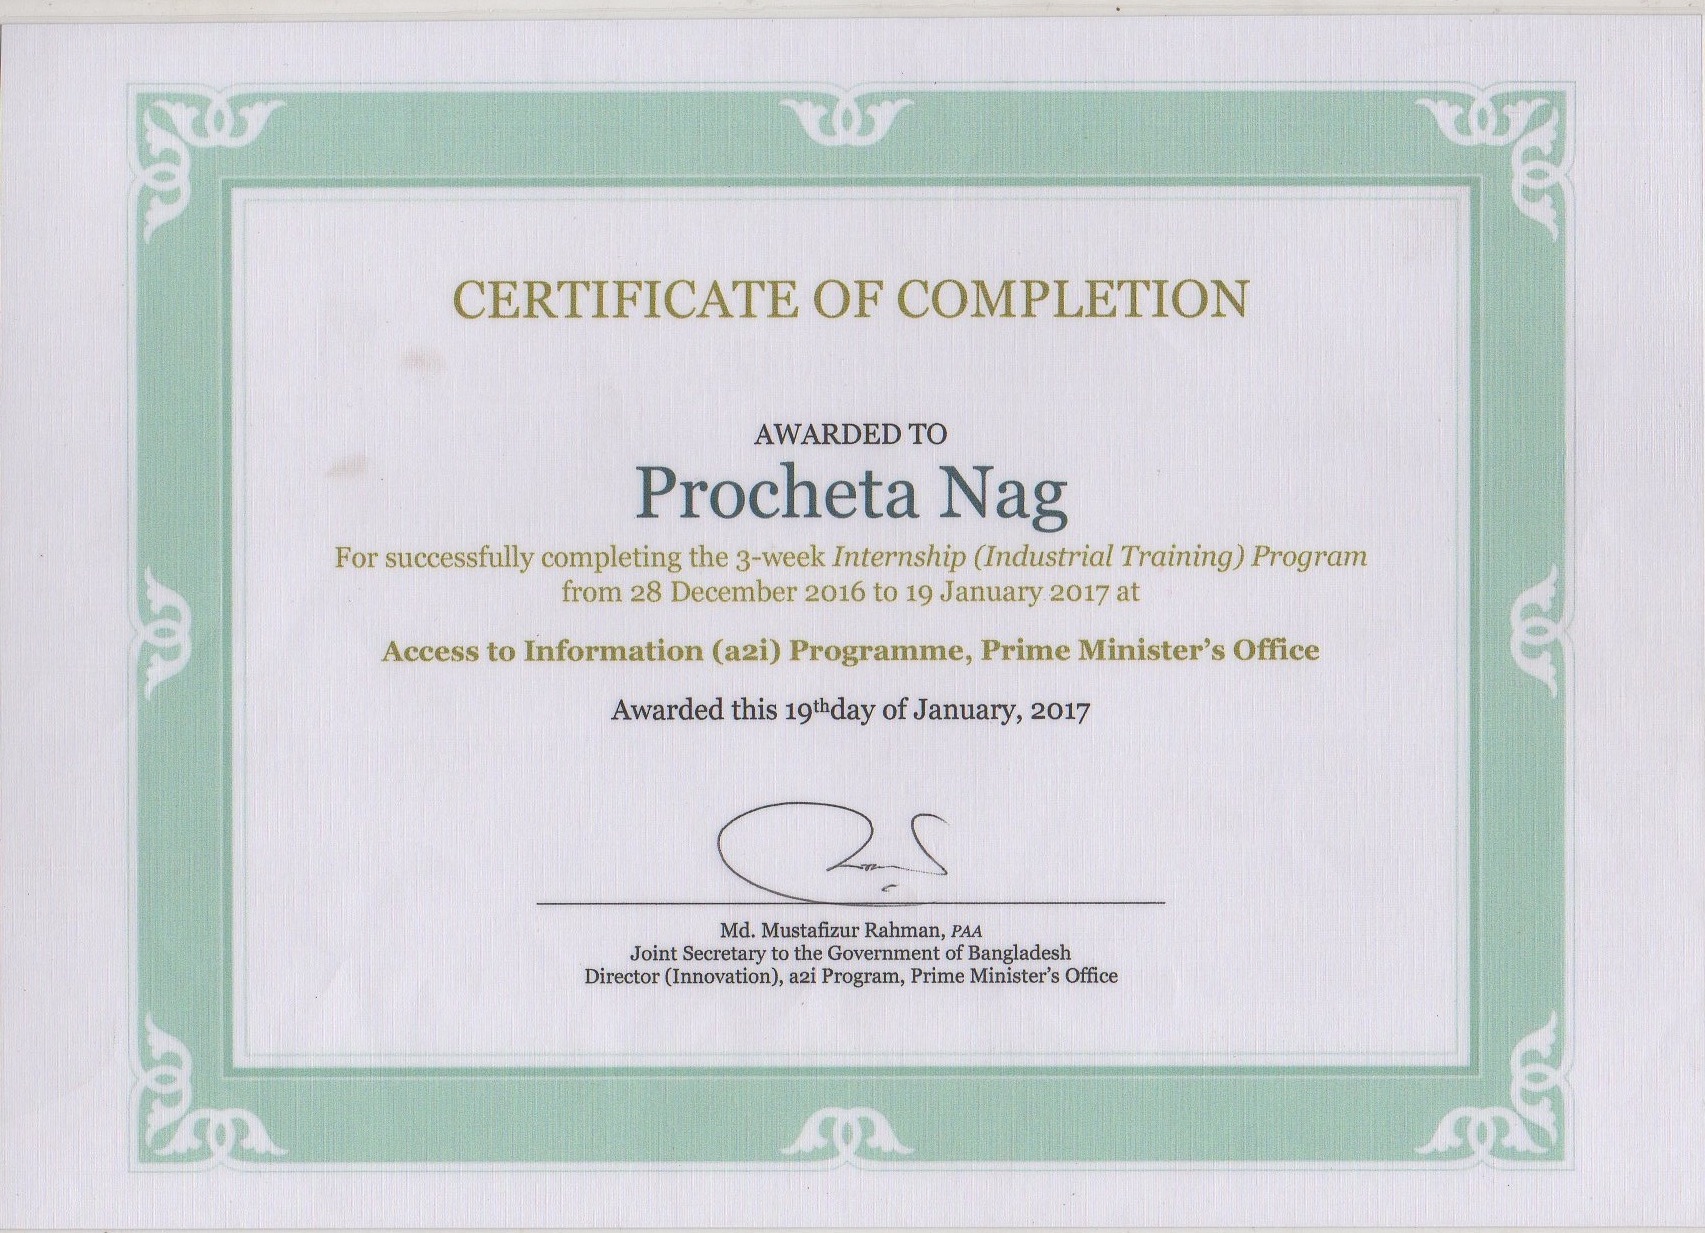 CERTIFICATE OF COMPLETION
AWARDED TO
Procheta Nag
For successfully completing the 3-week Internship (Industrial Training) Program
from 28 December 2016 to 19 January 2017 at
Access to Information (a2i) Programme, Prime Minister’s Office
Awarded this 19thday of January, 2017
Md. Mustafizur Rahman, PAA
Joint Secretary to the Government of Bangladesh
Director (Innovation), a2i Program, Prime Minister’s Office